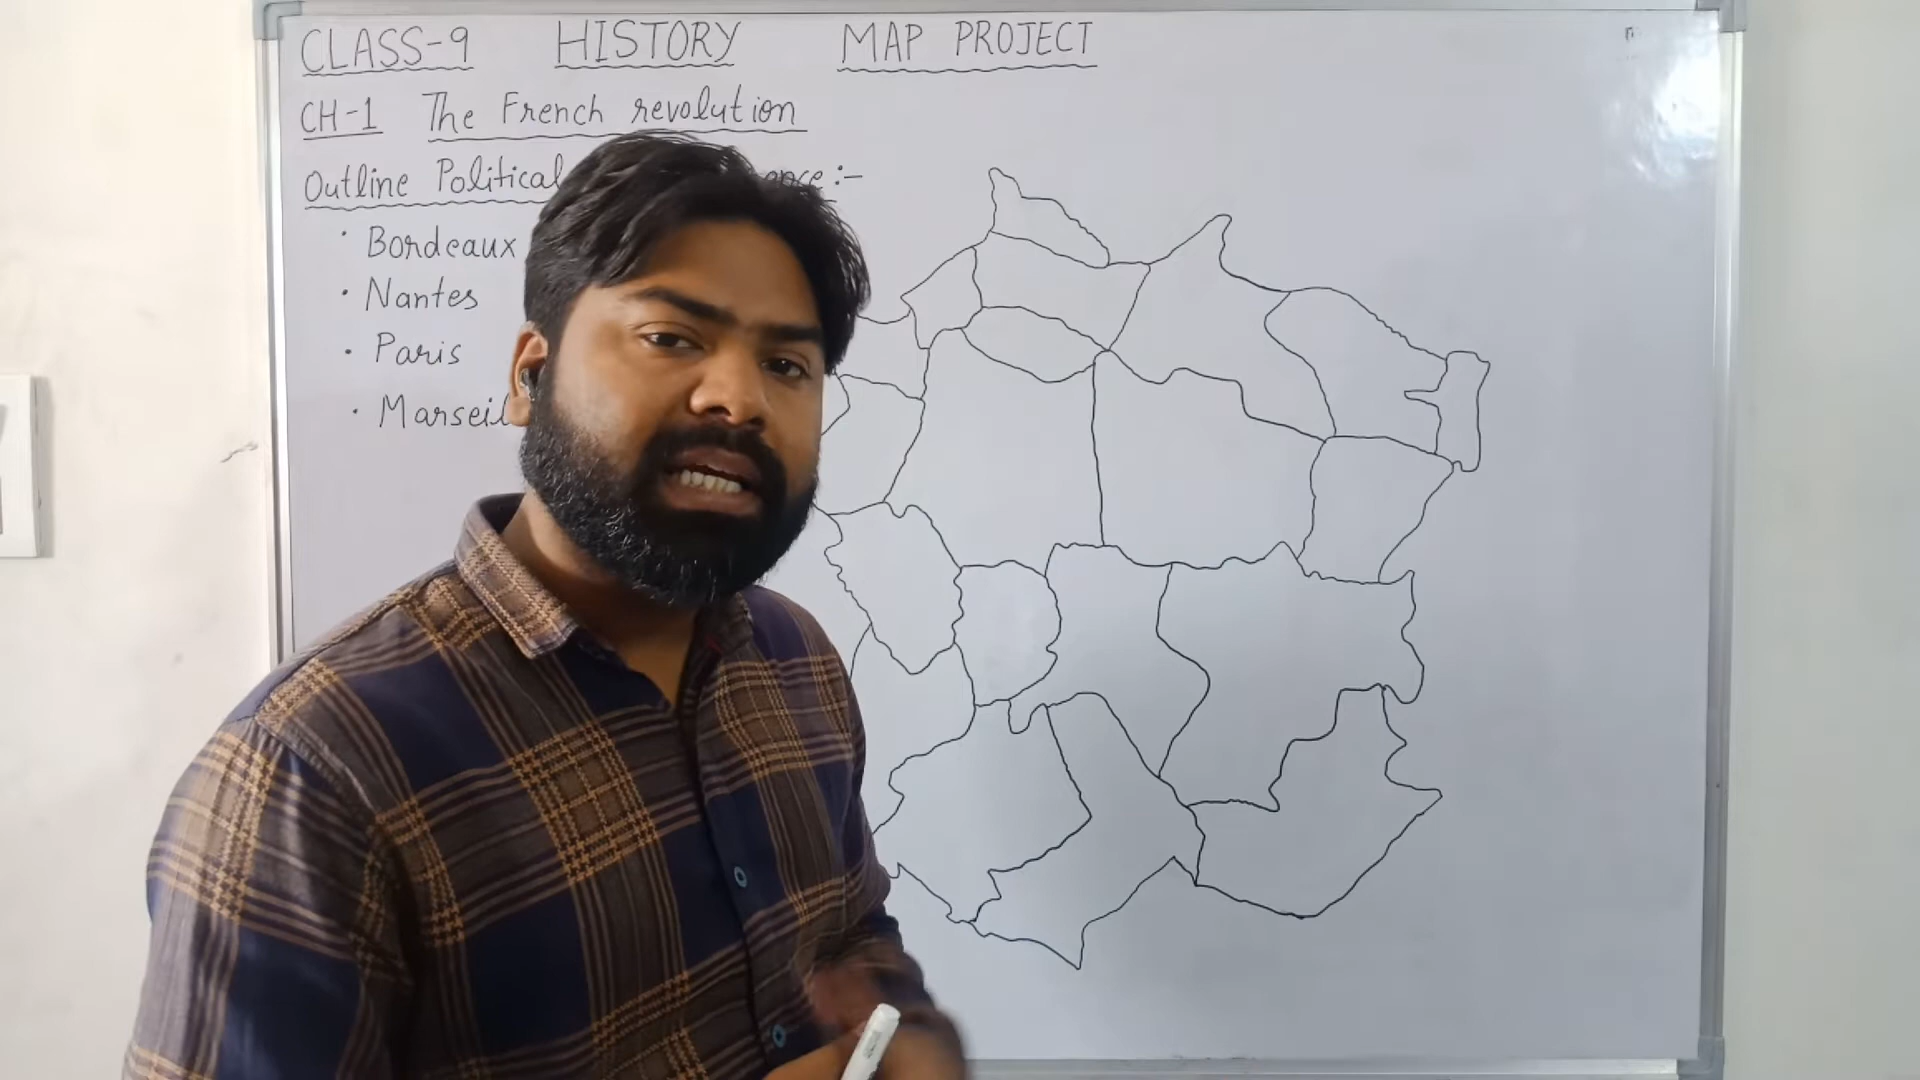 CLASS-9 HISTORY MAP PROJECT
CH-1 The French revolution
Outline Political :-
• Bordeaux
• Nantes
• Paris
• Marseil